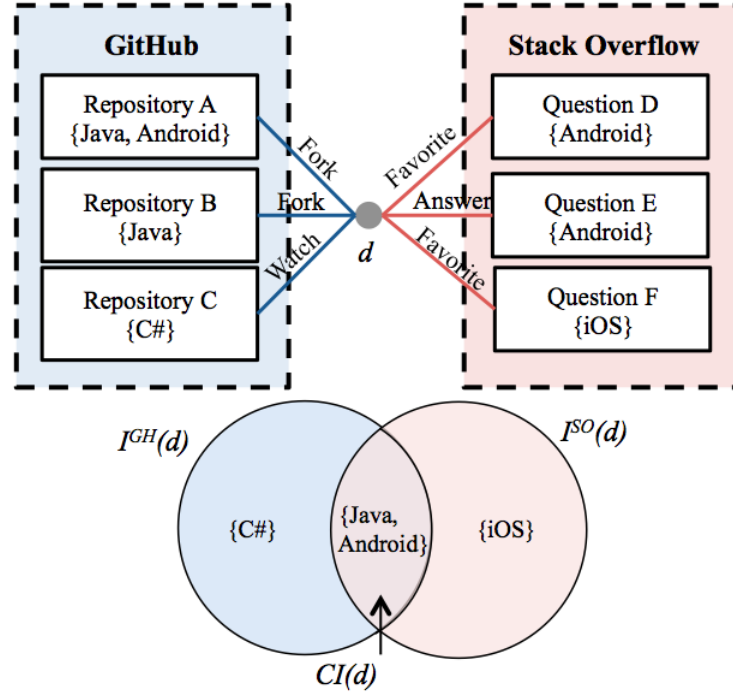 GitHub
Repository A
{Java, Android}
Repository B
{Java}
Repository C
{C#}
Fork
Fork
Watch
d
Favorite
Answer
Favorite
Stack Overflow
Question D
{Android}
Question E
{Android}
Question F
{iOS}
I^GH(d)
I^SO(d)
{C#}
{Java,
Android}
{iOS}
CI(d)